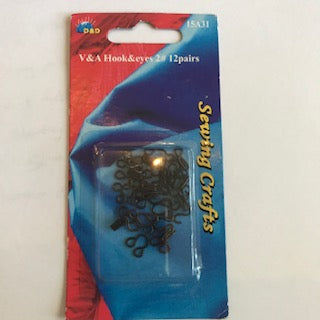 D&D
15A31
V&A Hook&eyes 2# 12pairs
Sewing Crafts